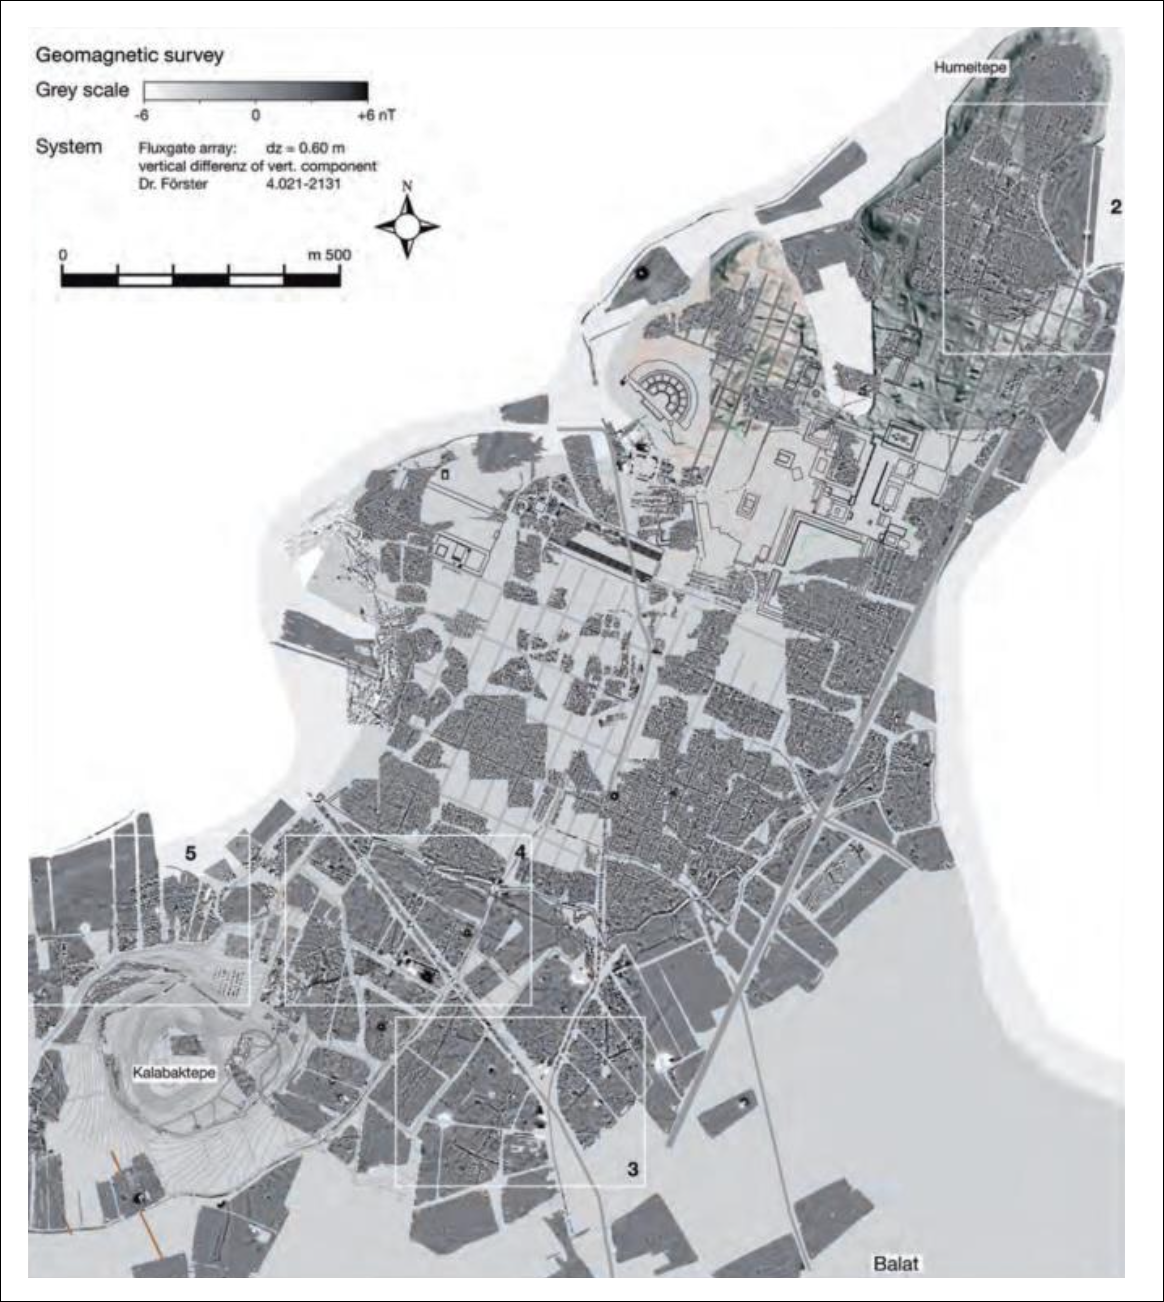 Geomagnetic survey
Grey scale
-6 0 +6 nT
System Fluxgate array: dz = 0.60 m
vertical differenz of vert. component
Dr. Förster 4.021-2131
N
0 m 500
Humeitepe
2
5
4
Kalabaktepe
3
Balat